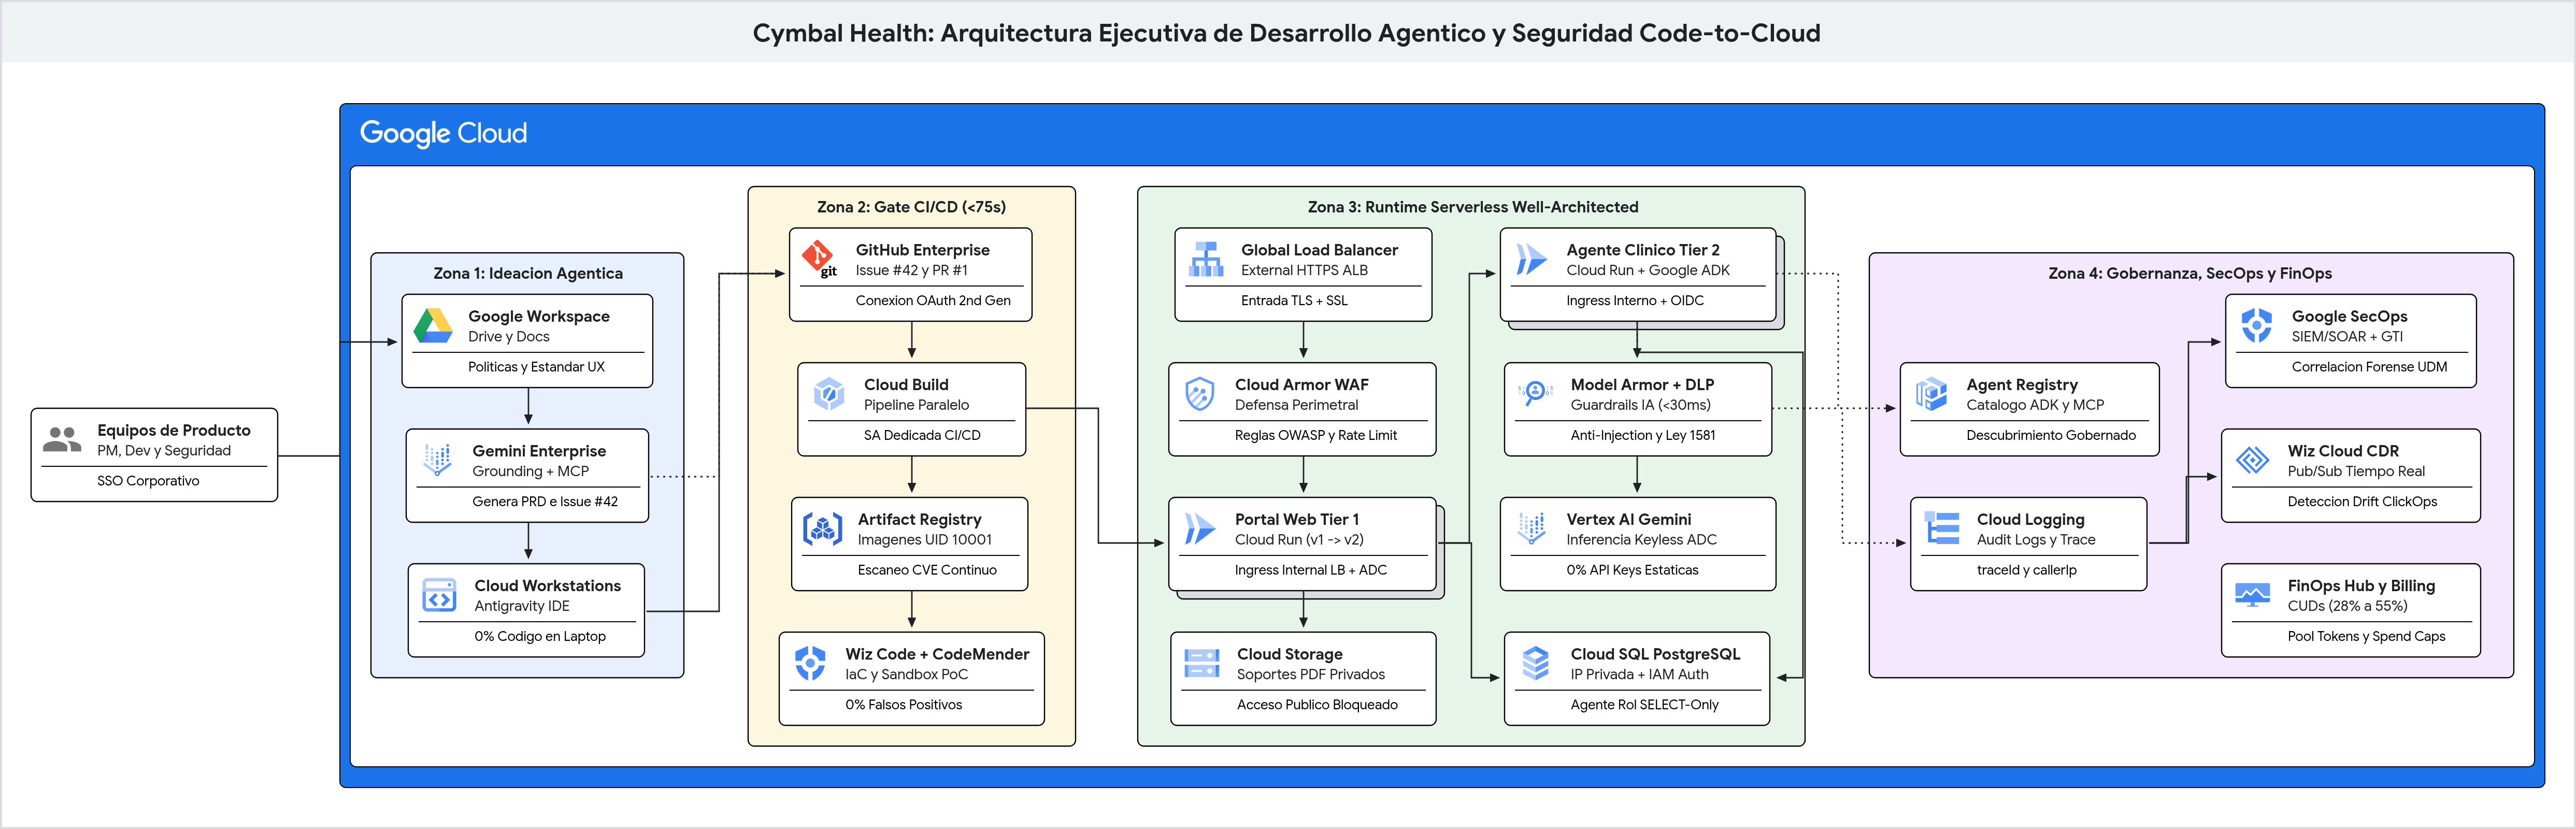 Cymbal Health: Arquitectura Ejecutiva de Desarrollo Agentico y Seguridad Code-to-Cloud
Google Cloud
Equipos de Producto
PM, Dev y Seguridad
SSO Corporativo
Zona 1: Ideacion Agentica
Google Workspace
Drive y Docs
Politicas y Estandar UX
Gemini Enterprise
Grounding + MCP
Genera PRD e Issue #42
Cloud Workstations
Antigravity IDE
0% Codigo en Laptop
Zona 2: Gate CI/CD (<75s)
git
GitHub Enterprise
Issue #42 y PR #1
Conexion OAuth 2nd Gen
Cloud Build
Pipeline Paralelo
SA Dedicada CI/CD
Artifact Registry
Imagenes UID 10001
Escaneo CVE Continuo
Wiz Code + CodeMender
IaC y Sandbox PoC
0% Falsos Positivos
Zona 3: Runtime Serverless Well-Architected
Global Load Balancer
External HTTPS ALB
Entrada TLS + SSL
Cloud Armor WAF
Defensa Perimetral
Reglas OWASP y Rate Limit
Portal Web Tier 1
Cloud Run (v1 -> v2)
Ingress Internal LB + ADC
Cloud Storage
Soportes PDF Privados
Acceso Publico Bloqueado
Agente Clinico Tier 2
Cloud Run + Google ADK
Ingress Interno + OIDC
Model Armor + DLP
Guardrails IA (<30ms)
Anti-Injection y Ley 1581
Vertex AI Gemini
Inferencia Keyless ADC
0% API Keys Estaticas
Cloud SQL PostgreSQL
IP Privada + IAM Auth
Agente Rol SELECT-Only
Zona 4: Gobernanza, SecOps y FinOps
Agent Registry
Catalogo ADK y MCP
Descubrimiento Gobernado
Cloud Logging
Audit Logs y Trace
traceId y callerIp
Google SecOps
SIEM/SOAR + GTI
Correlacion Forense UDM
Wiz Cloud CDR
Pub/Sub Tiempo Real
Deteccion Drift ClickOps
FinOps Hub y Billing
CUDs (28% a 55%)
Pool Tokens y Spend Caps